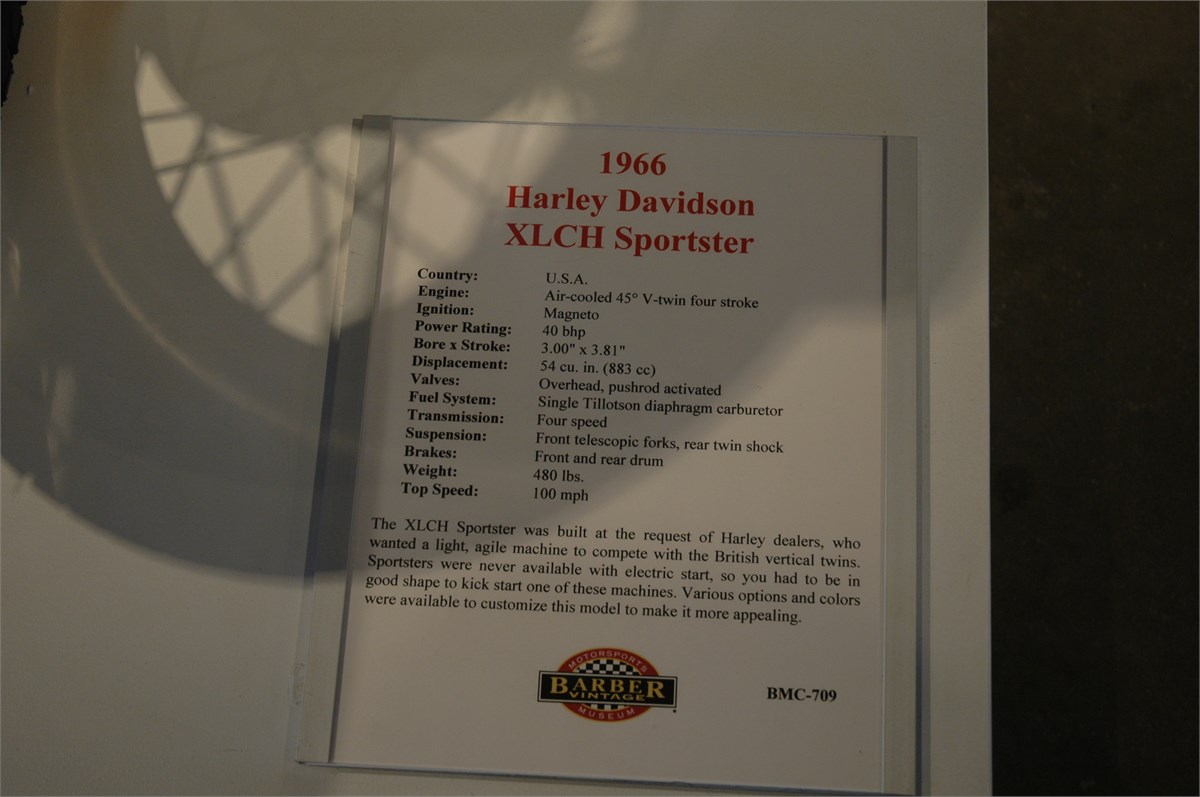 1966
Harley Davidson
XLCH Sportster
Country: U.S.A.
Engine: Air-cooled 45° V-twin four stroke
Ignition: Magneto
Power Rating: 40 bhp
Bore x Stroke: 3.00" x 3.81"
Displacement: 54 cu. in. (883 cc)
Valves: Overhead, pushrod activated
Fuel System: Single Tillotson diaphragm carburetor
Transmission: Four speed
Suspension: Front telescopic forks, rear twin shock
Brakes: Front and rear drum
Weight: 480 lbs.
Top Speed: 100 mph
The XLCH Sportster was built at the request of Harley dealers, who
wanted a light, agile machine to compete with the British vertical twins.
Sportsters were never available with electric start, so you had to be in
good shape to kick start one of these machines. Various options and colors
were available to customize this model to make it more appealing.
MOTORSPORTS
BARBER
VINTAGE
MUSEUM
BMC-709